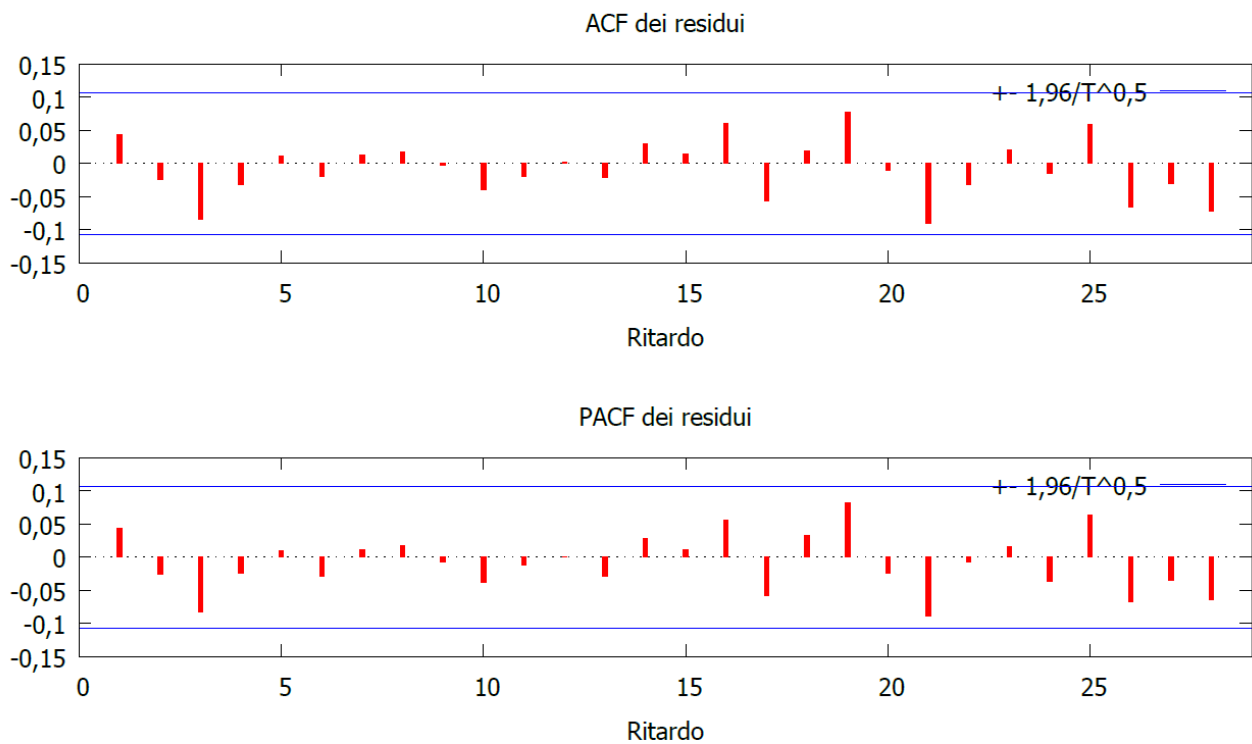 ACF dei residui
0,15
0,1
0,05
0
-0,05
-0,1
-0,15
+- 1,96/T^0,5
0 5 10 15 20 25
Ritardo
PACF dei residui
0,15
0,1
0,05
0
-0,05
-0,1
-0,15
+- 1,96/T^0,5
0 5 10 15 20 25
Ritardo